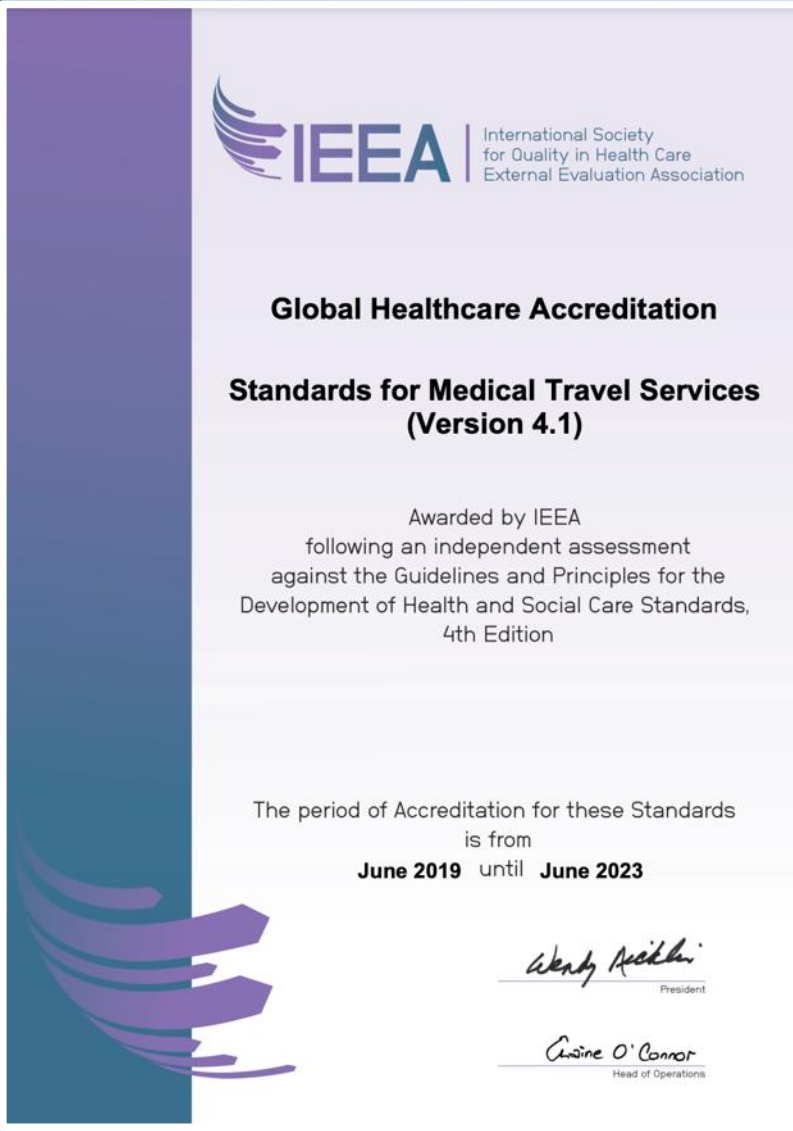 IEEA
International Society
for Quality in Health Care
External Evaluation Association
Global Healthcare Accreditation
Standards for Medical Travel Services
(Version 4.1)
Awarded by IEEA
following an independent assessment
against the Guidelines and Principles for the
Development of Health and Social Care Standards,
4th Edition
The period of Accreditation for these Standards
is from
June 2019 until June 2023
Wendy
President
O'Connor
Head of Operations